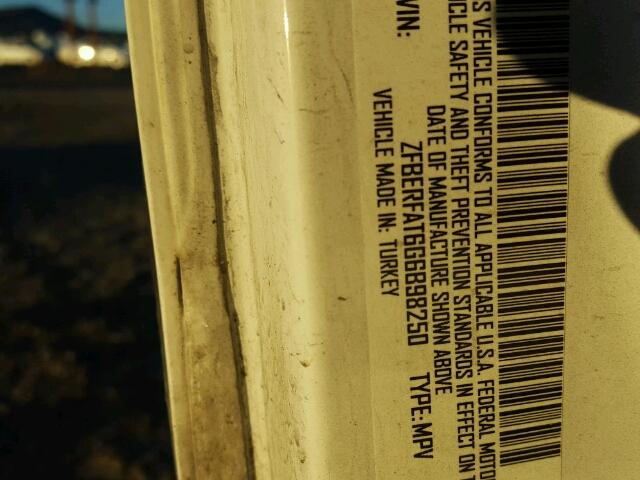 S VEHICLE CONFORMS TO ALL APPLICABLE U.S.A. FEDERAL MOTO
ICLE SAFETY AND THEFT PREVENTION STANDARDS IN EFFECT ON T
DATE OF MANUFACTURE SHOWN ABOVE
VIN: ZFBERFAT6G6B98250 TYPE: MPV
VEHICLE MADE IN: TURKEY